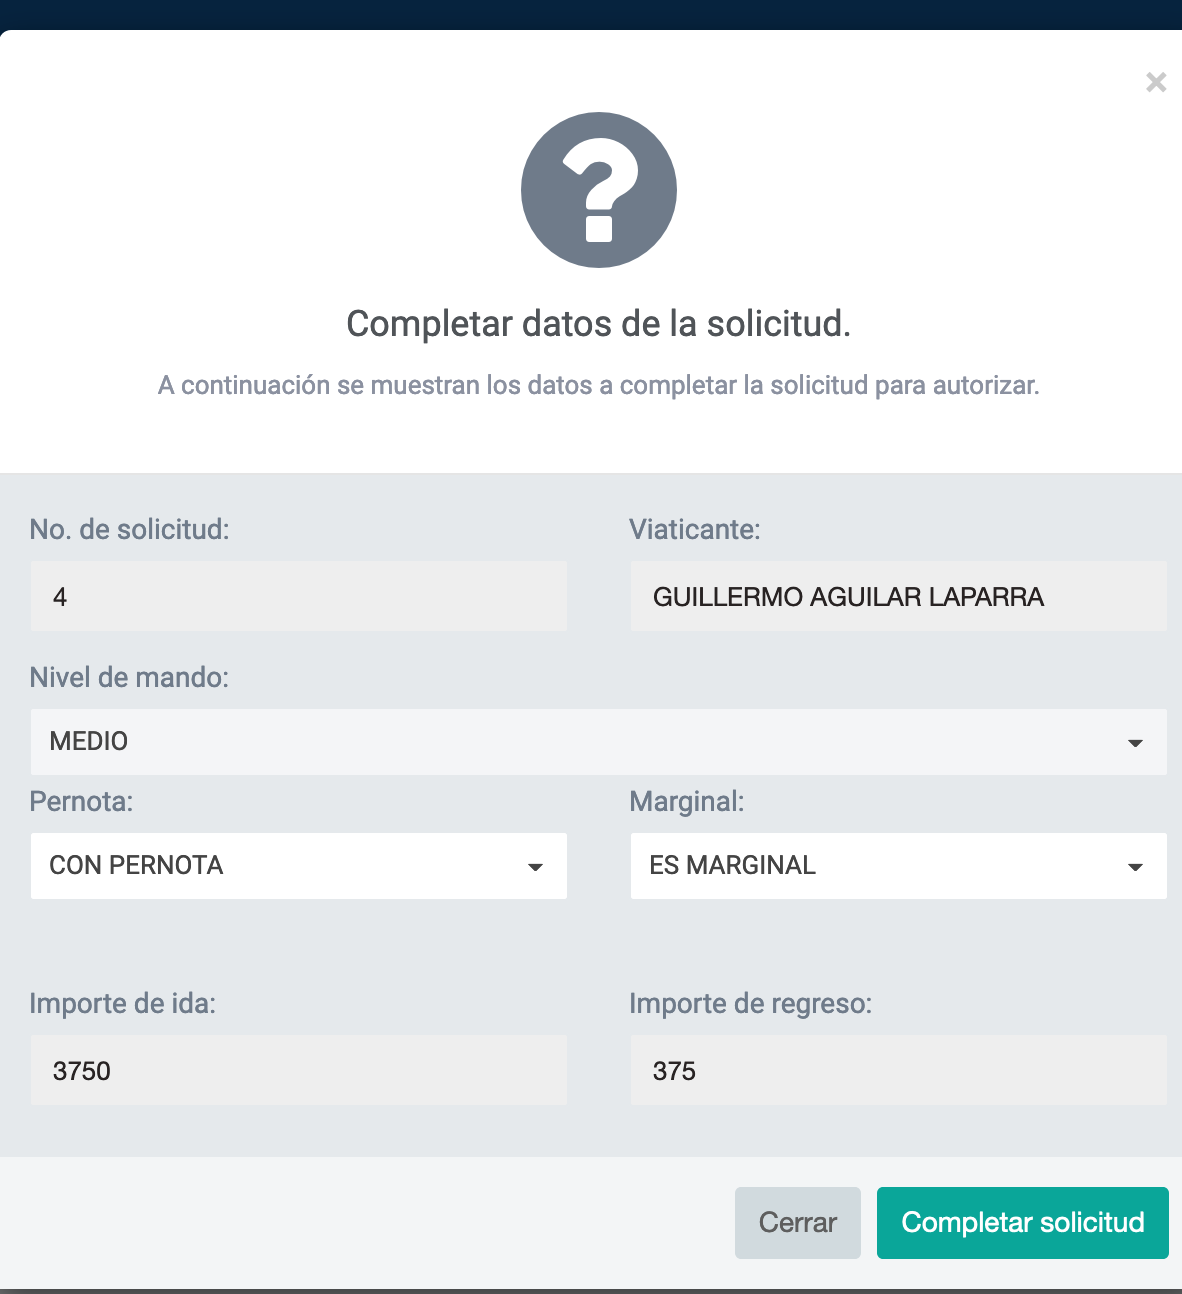 Completar datos de la solicitud.
A continuación se muestran los datos a completar la solicitud para autorizar.
No. de solicitud:
Viaticante:
4
GUILLERMO AGUILAR LAPARRA
Nivel de mando:
MEDIO
Pernota:
Marginal:
CON PERNOTA
ES MARGINAL
Importe de ida:
Importe de regreso:
3750
375
Cerrar
Completar solicitud